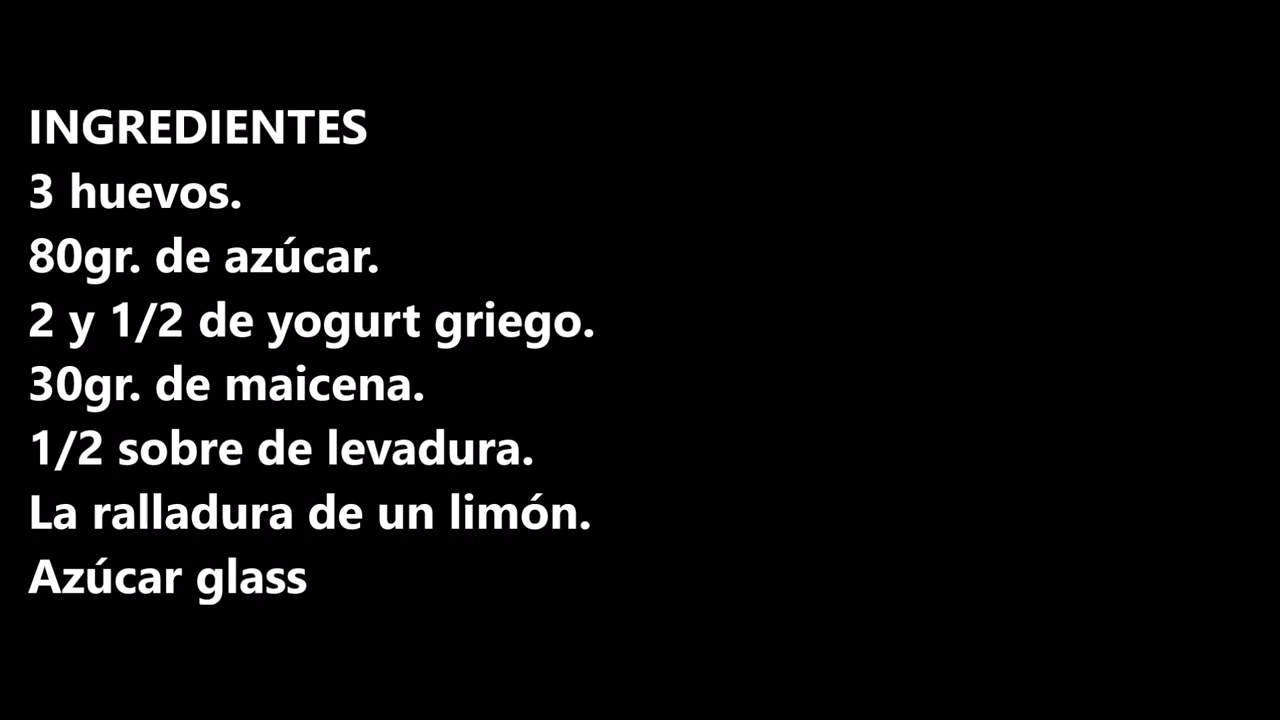 INGREDIENTES
3 huevos.
80gr. de azúcar.
2 y 1/2 de yogurt griego.
30gr. de maicena.
1/2 sobre de levadura.
La ralladura de un limón.
Azúcar glass